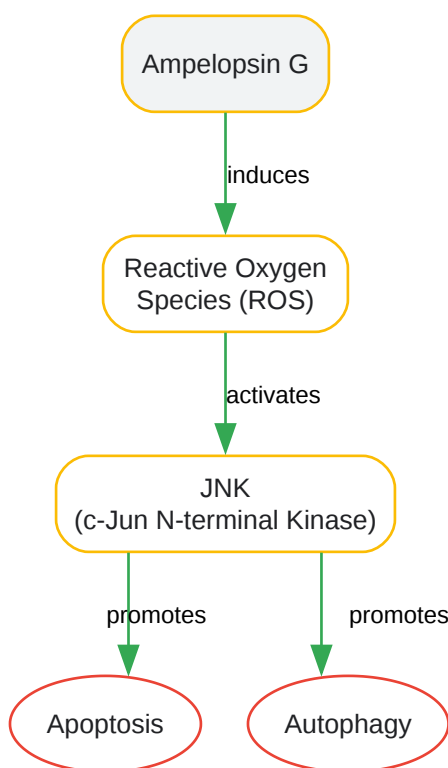 Ampelopsin G
induces
Reactive Oxygen
Species (ROS)
activates
JNK
(c-Jun N-terminal Kinase)
promotes
promotes
Apoptosis
Autophagy